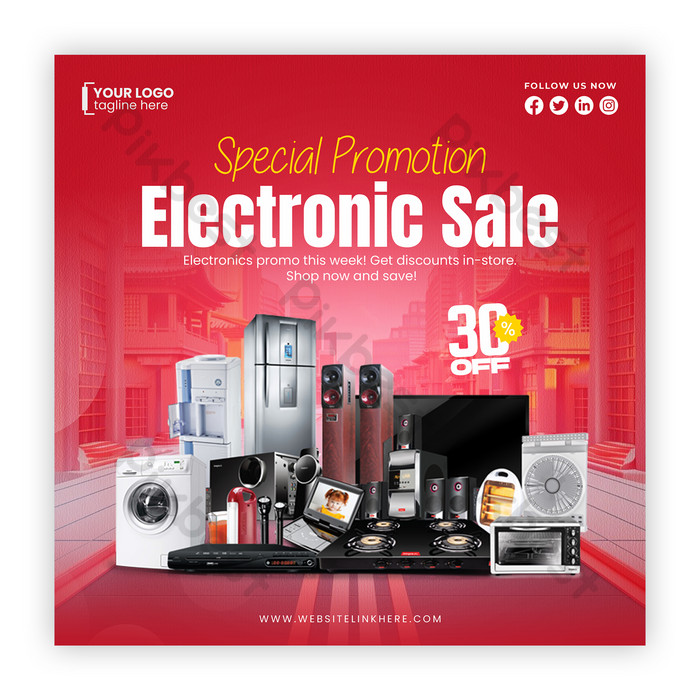 YOUR LOGO
tagline here
FOLLOW US NOW
Special Promotion
Electronic Sale
Electronics promo this week! Get discounts in-store.
Shop now and save!
30%
OFF
WWW.WEBSITELINKHERE.COM
pikbest